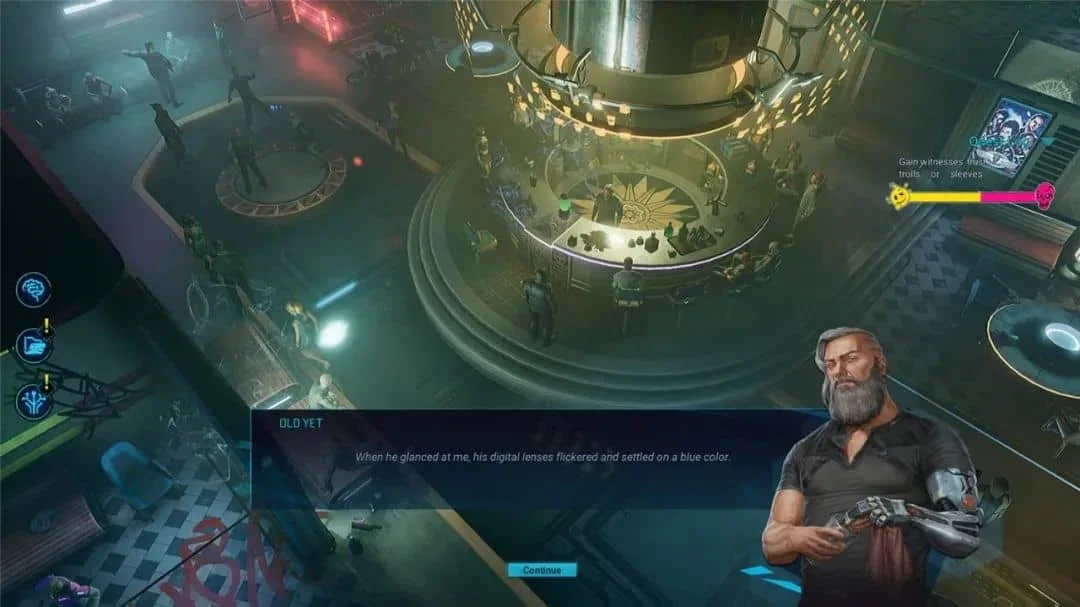 Gain witnesses trust
trolls or sleeves
OLD YET
When he glanced at me, his digital lenses flickered and settled on a blue color.
Continue